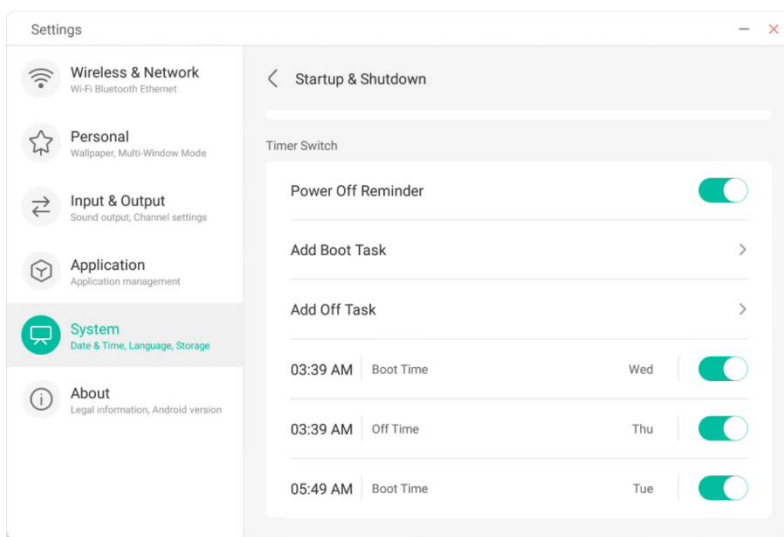 Settings
Wireless & Network
Wi-Fi Bluetooth Ethernet
Personal
Wallpaper, Multi-Window Mode
Input & Output
Sound output, Channel settings
Application
Application management
System
Date & Time, Language, Storage
About
Legal information, Android version
Startup & Shutdown
Timer Switch
Power Off Reminder
Add Boot Task
Add Off Task
03:39 AM Boot Time Wed
03:39 AM Off Time Thu
05:49 AM Boot Time Tue